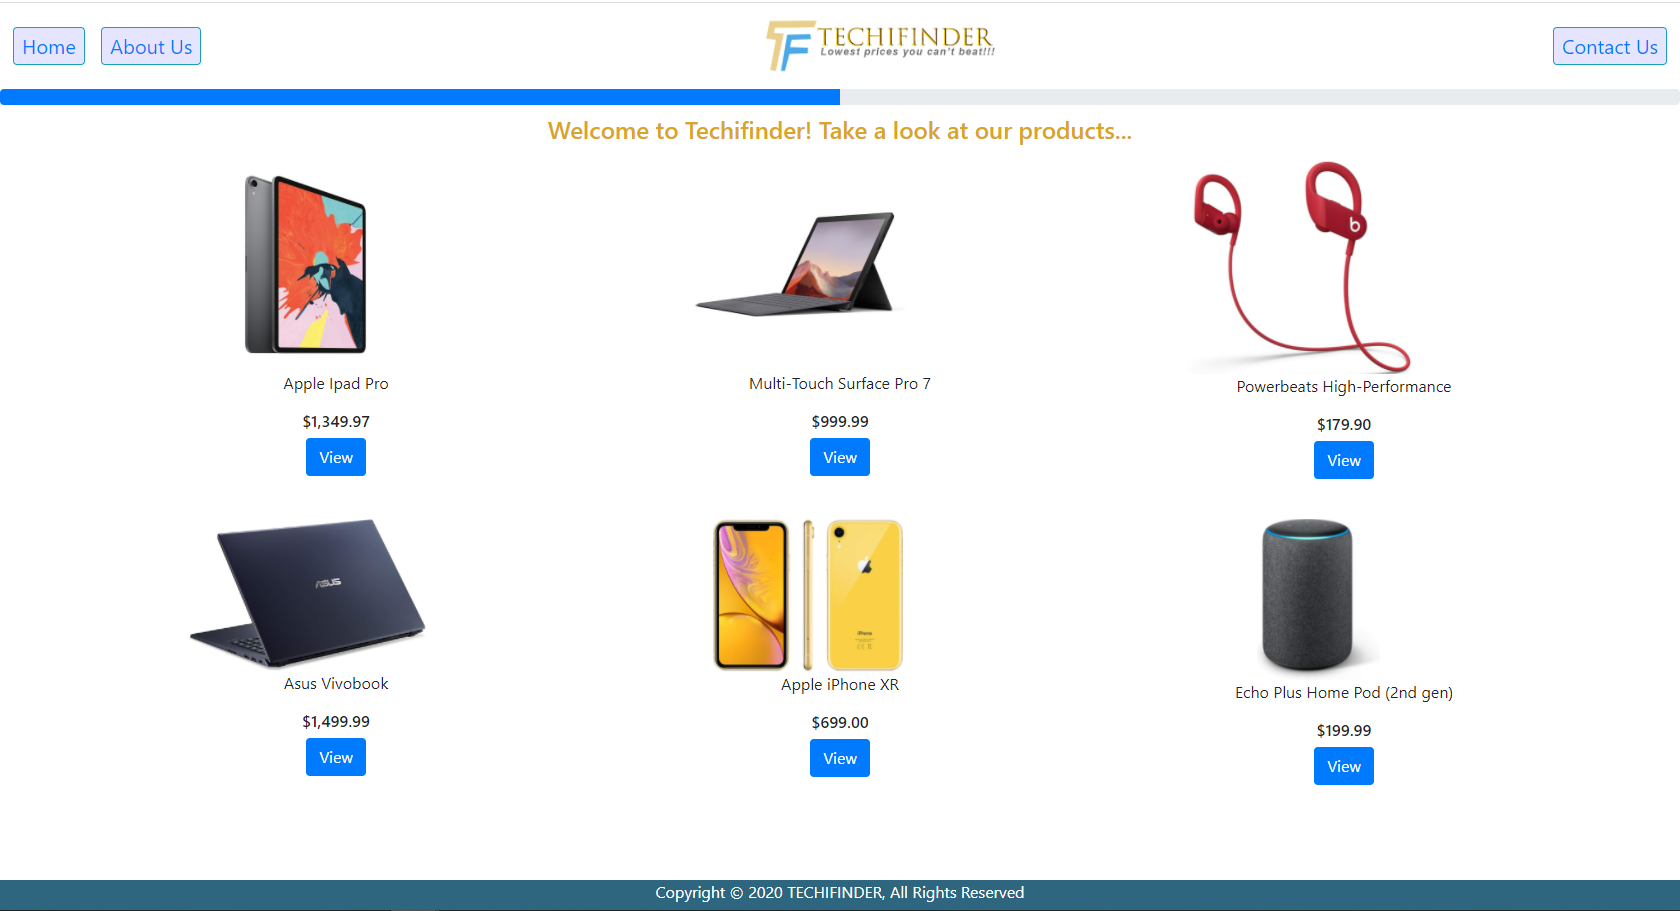 Home
About Us
TF TECHIFINDER
Lowest prices you can't beat!!!
Contact Us
Welcome to Techifinder! Take a look at our products...
Apple Ipad Pro
$1,349.97
View
Multi-Touch Surface Pro 7
$999.99
View
b
Powerbeats High-Performance
$179.90
View
ASUS
Asus Vivobook
$1,499.99
View
iPhone
Apple iPhone XR
$699.00
View
Echo Plus Home Pod (2nd gen)
$199.99
View
Copyright © 2020 TECHIFINDER, All Rights Reserved